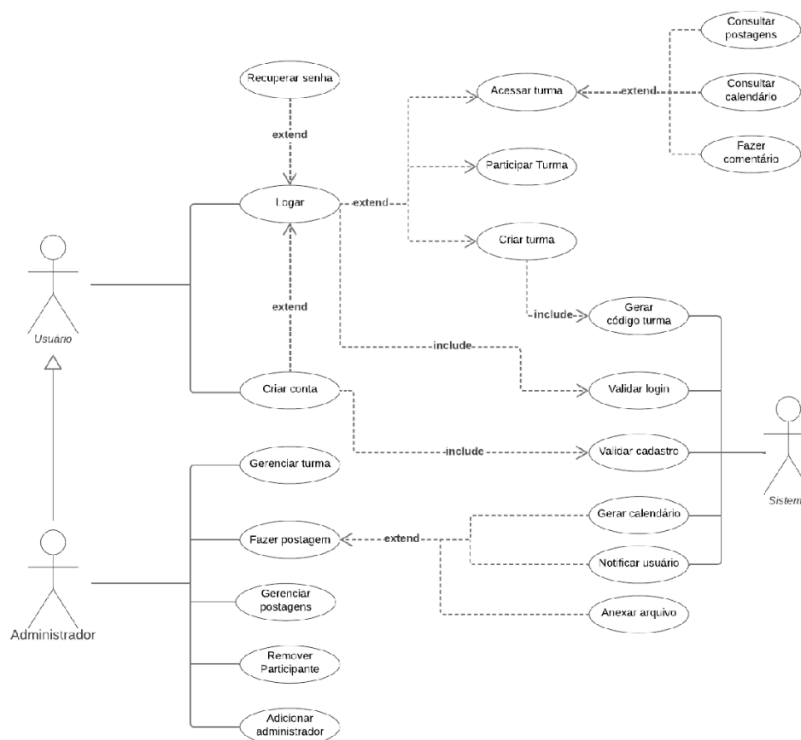 Consultar
postagens
Recuperar senha
Acessar turma
extend
Consultar
calendário
extend
Participar Turma
Fazer
comentário
Logar
extend
Criar turma
Usuário
extend
include
Gerar
código turma
include
Criar conta
Validar login
include
Validar cadastro
Gerenciar turma
Sistem
Gerar calendário
Fazer postagem
extend
Notificar usuário
Administrador
Gerenciar
postagens
Anexar arquivo
Remover
Participante
Adicionar
administrador